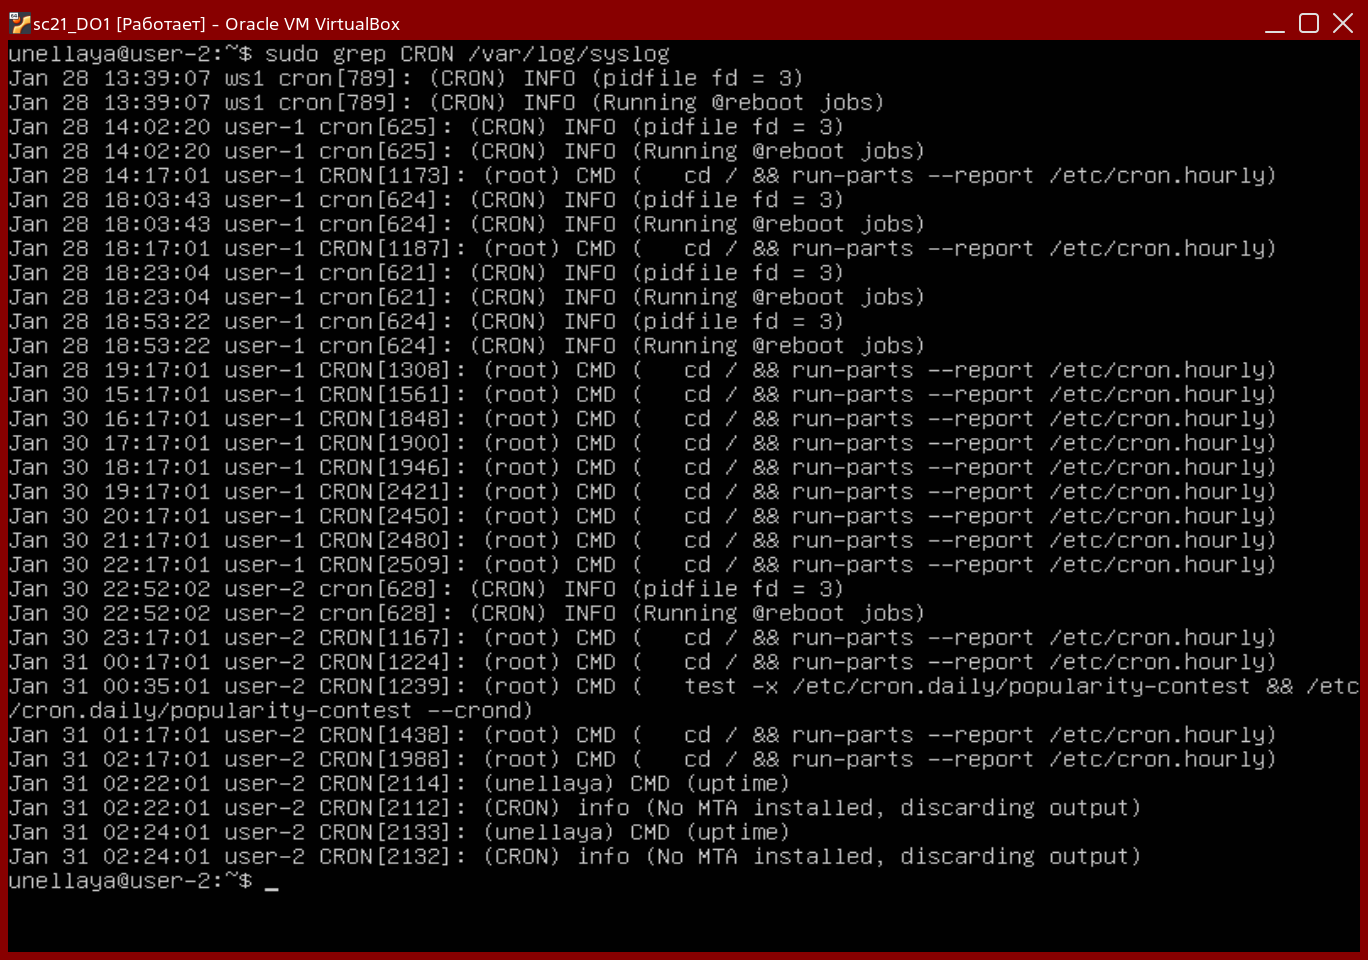 sc21_DO1 [Работает] - Oracle VM VirtualBox
unellaya@user-2:~$ sudo grep CRON /var/log/syslog
Jan 28 13:39:07 ws1 cron[789]: (CRON) INFO (pidfile fd = 3)
Jan 28 13:39:07 ws1 cron[789]: (CRON) INFO (Running @reboot jobs)
Jan 28 14:02:20 user-1 cron[625]: (CRON) INFO (pidfile fd = 3)
Jan 28 14:02:20 user-1 cron[625]: (CRON) INFO (Running @reboot jobs)
Jan 28 14:17:01 user-1 CRON[1173]: (root) CMD (   cd / && run-parts --report /etc/cron.hourly)
Jan 28 18:03:43 user-1 cron[624]: (CRON) INFO (pidfile fd = 3)
Jan 28 18:03:43 user-1 cron[624]: (CRON) INFO (Running @reboot jobs)
Jan 28 18:17:01 user-1 CRON[1187]: (root) CMD (   cd / && run-parts --report /etc/cron.hourly)
Jan 28 18:23:04 user-1 cron[621]: (CRON) INFO (pidfile fd = 3)
Jan 28 18:23:04 user-1 cron[621]: (CRON) INFO (Running @reboot jobs)
Jan 28 18:53:22 user-1 cron[624]: (CRON) INFO (pidfile fd = 3)
Jan 28 18:53:22 user-1 cron[624]: (CRON) INFO (Running @reboot jobs)
Jan 28 19:17:01 user-1 CRON[1308]: (root) CMD (   cd / && run-parts --report /etc/cron.hourly)
Jan 30 15:17:01 user-1 CRON[1561]: (root) CMD (   cd / && run-parts --report /etc/cron.hourly)
Jan 30 16:17:01 user-1 CRON[1848]: (root) CMD (   cd / && run-parts --report /etc/cron.hourly)
Jan 30 17:17:01 user-1 CRON[1900]: (root) CMD (   cd / && run-parts --report /etc/cron.hourly)
Jan 30 18:17:01 user-1 CRON[1946]: (root) CMD (   cd / && run-parts --report /etc/cron.hourly)
Jan 30 19:17:01 user-1 CRON[2421]: (root) CMD (   cd / && run-parts --report /etc/cron.hourly)
Jan 30 20:17:01 user-1 CRON[2450]: (root) CMD (   cd / && run-parts --report /etc/cron.hourly)
Jan 30 21:17:01 user-1 CRON[2480]: (root) CMD (   cd / && run-parts --report /etc/cron.hourly)
Jan 30 22:17:01 user-1 CRON[2509]: (root) CMD (   cd / && run-parts --report /etc/cron.hourly)
Jan 30 22:52:02 user-2 cron[628]: (CRON) INFO (pidfile fd = 3)
Jan 30 22:52:02 user-2 cron[628]: (CRON) INFO (Running @reboot jobs)
Jan 30 23:17:01 user-2 CRON[1167]: (root) CMD (   cd / && run-parts --report /etc/cron.hourly)
Jan 31 00:17:01 user-2 CRON[1224]: (root) CMD (   cd / && run-parts --report /etc/cron.hourly)
Jan 31 00:35:01 user-2 CRON[1239]: (root) CMD (   test -x /etc/cron.daily/popularity-contest && /etc
/cron.daily/popularity-contest --crond)
Jan 31 01:17:01 user-2 CRON[1438]: (root) CMD (   cd / && run-parts --report /etc/cron.hourly)
Jan 31 02:17:01 user-2 CRON[1988]: (root) CMD (   cd / && run-parts --report /etc/cron.hourly)
Jan 31 02:22:01 user-2 CRON[2114]: (unellaya) CMD (uptime)
Jan 31 02:22:01 user-2 CRON[2112]: (CRON) info (No MTA installed, discarding output)
Jan 31 02:24:01 user-2 CRON[2133]: (unellaya) CMD (uptime)
Jan 31 02:24:01 user-2 CRON[2132]: (CRON) info (No MTA installed, discarding output)
unellaya@user-2:~$ _